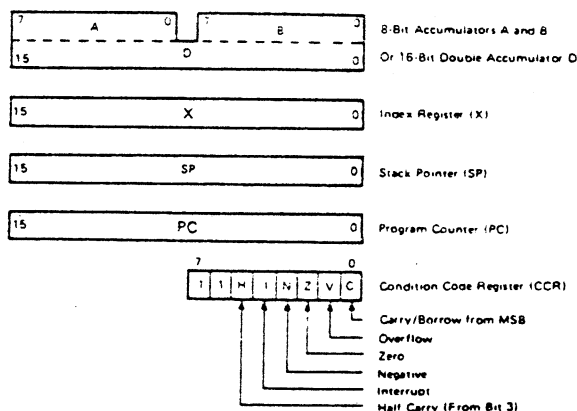 7 A 0 7 B 0 8-Bit Accumulators A and B
15 D 0 Or 16-Bit Double Accumulator D
15 X 0 Index Register (X)
15 SP 0 Stack Pointer (SP)
15 PC 0 Program Counter (PC)
7 0
1 1 H I N Z V C Condition Code Register (CCR)
Carry/Borrow from MSB
Overflow
Zero
Negative
Interrupt
Half Carry (From Bit 3)